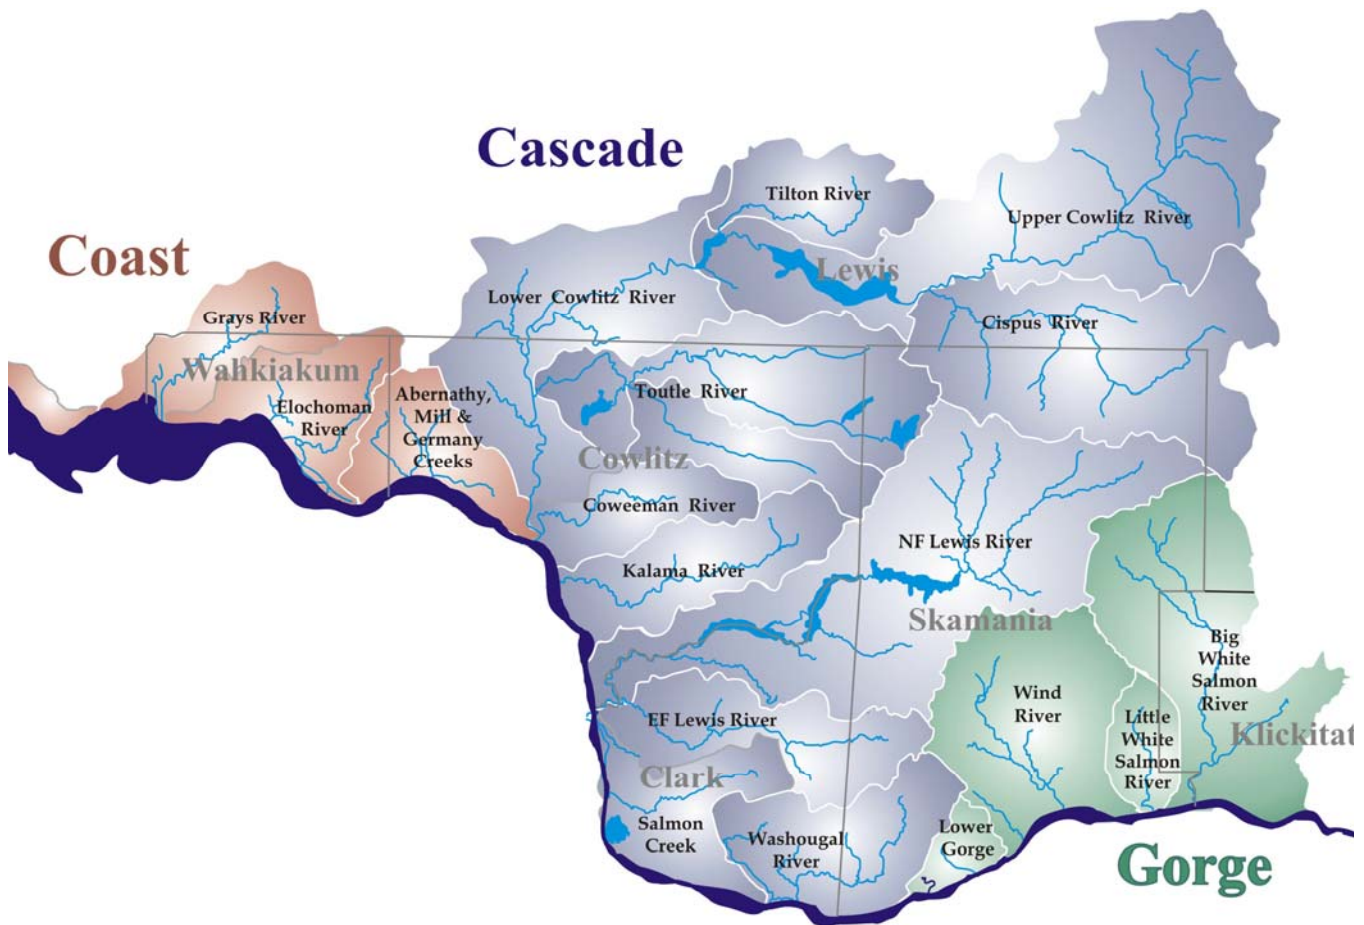 Cascade
Coast
Tilton River
Upper Cowlitz River
Lewis
Lower Cowlitz River
Grays River
Cispus River
Wahkiakum
Abernathy,
Mill &
Germany
Creeks
Toutle River
Elochoman
River
Cowlitz
Coweeman River
NF Lewis River
Kalama River
Skamania
Big
White
Salmon
River
Wind
River
Little
White
Salmon
River
EF Lewis River
Klickitat
Clark
Salmon
Creek
Washougal
River
Lower
Gorge
Gorge